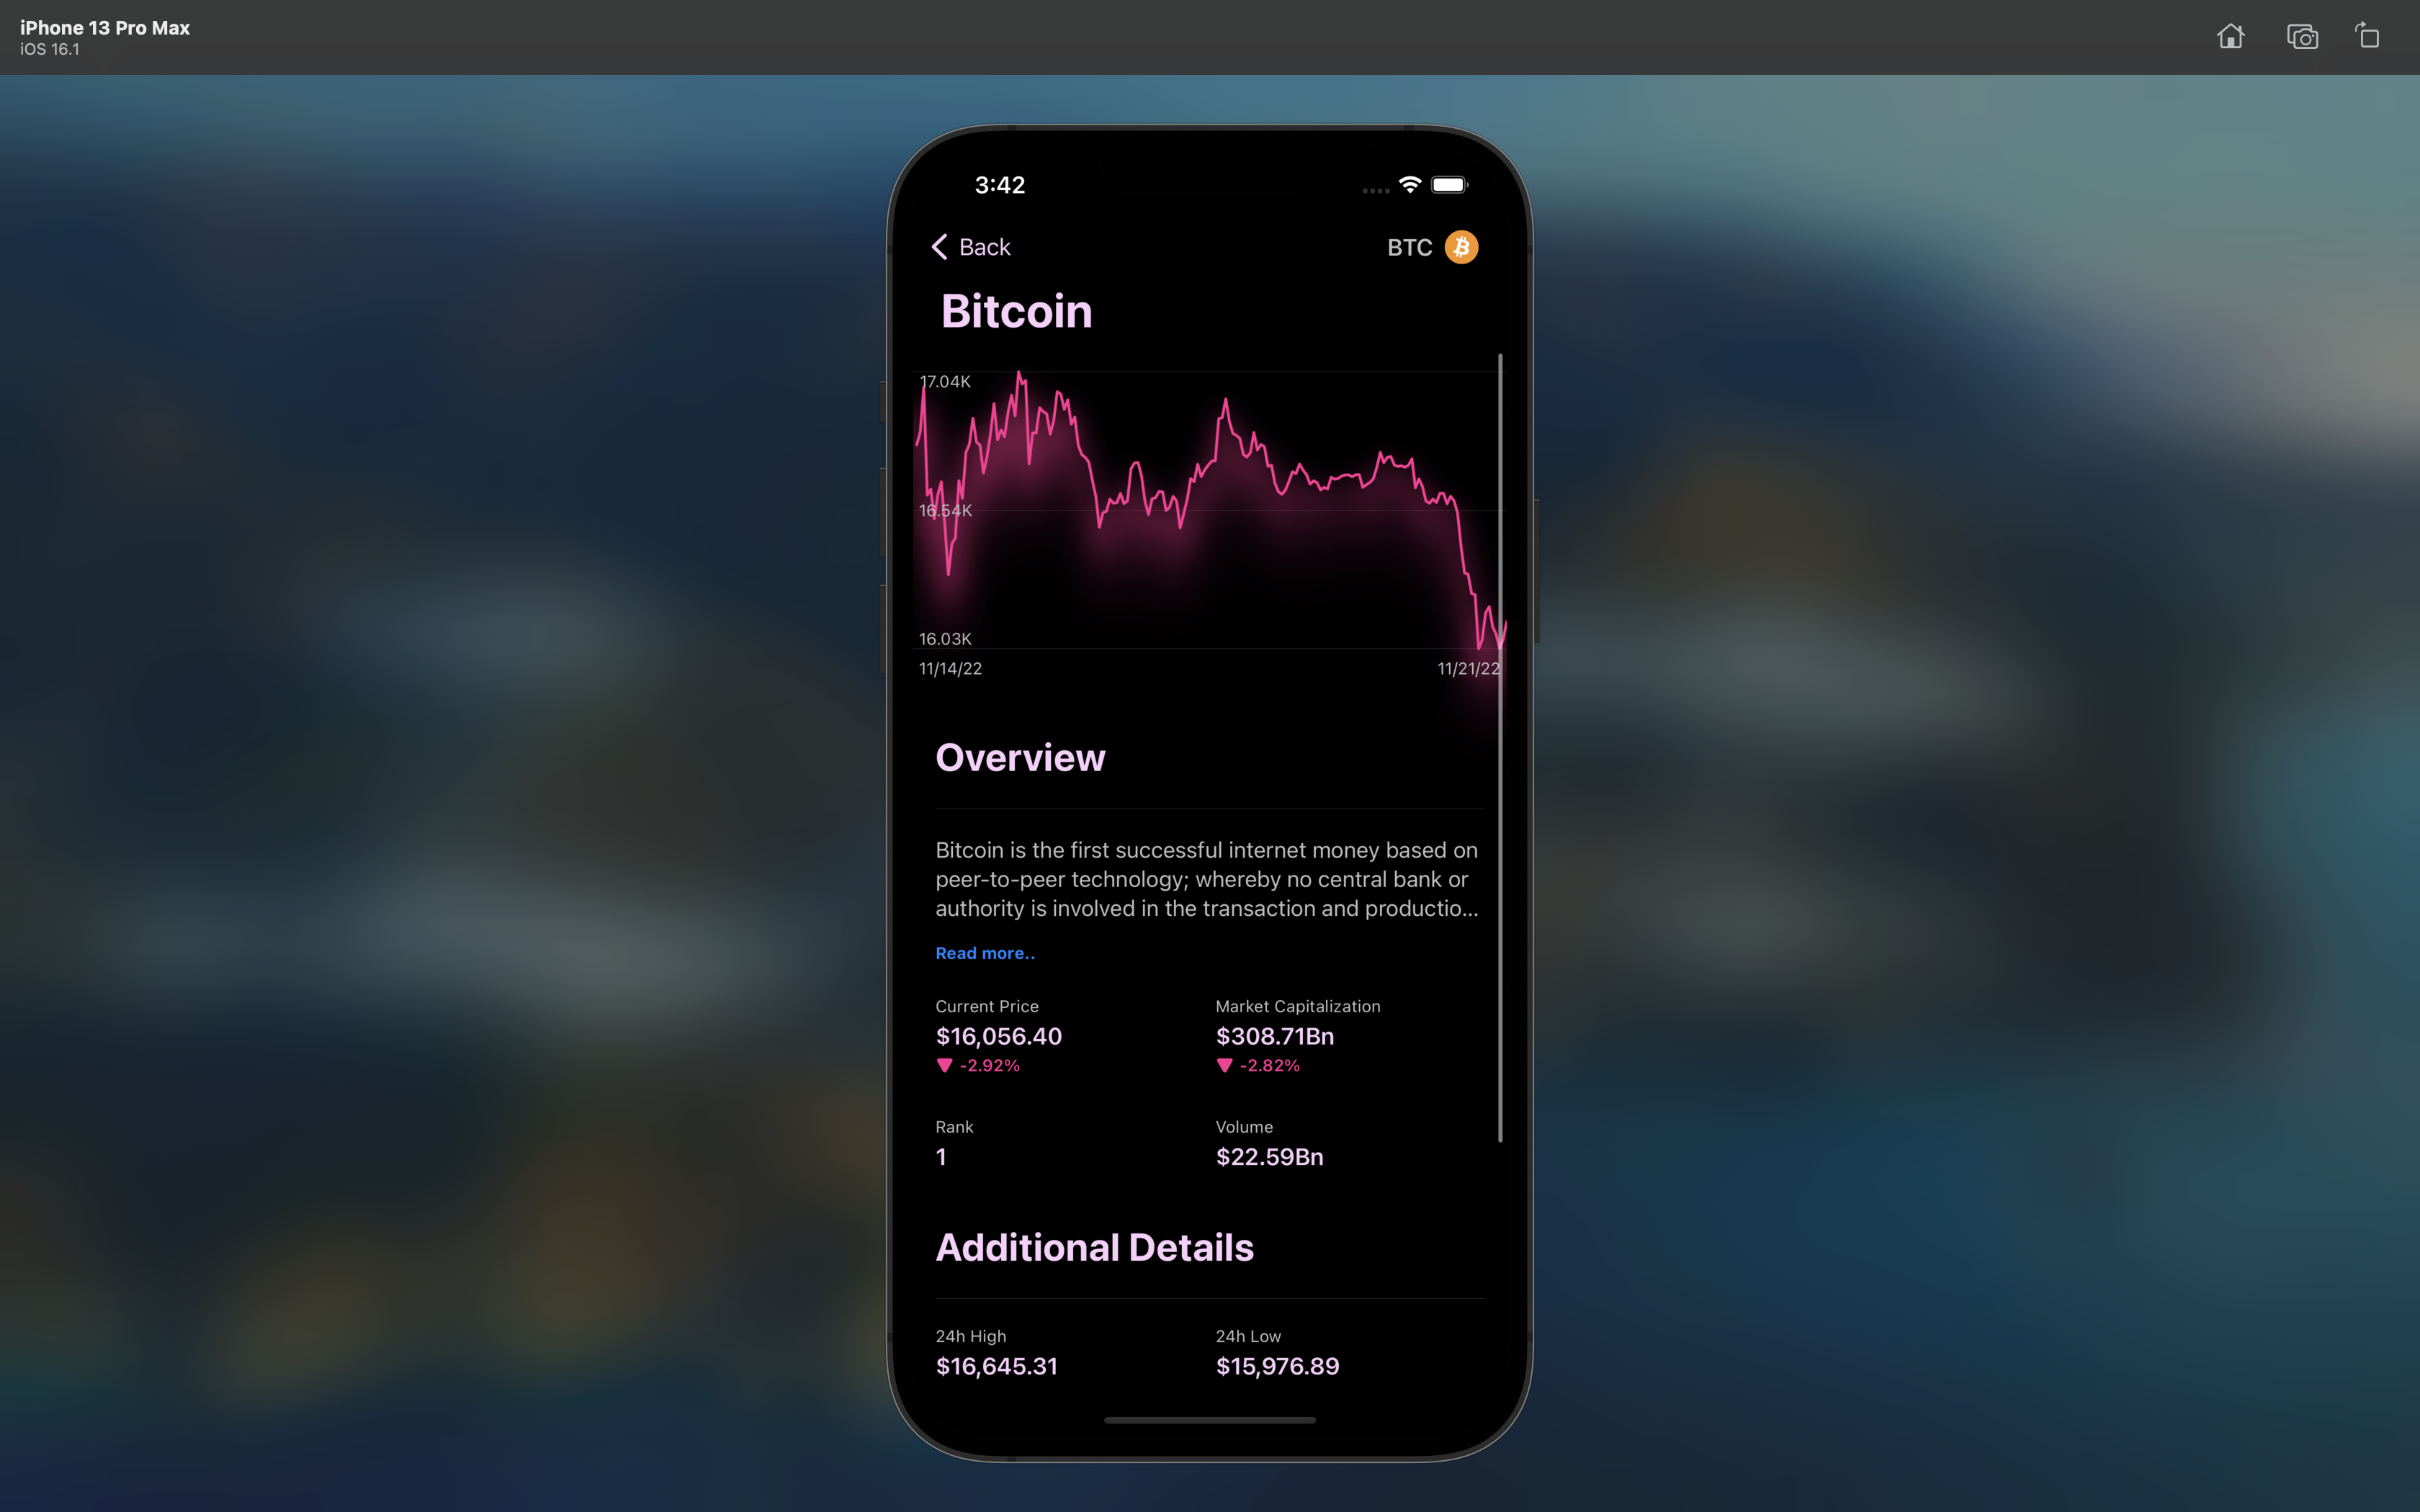 iPhone 13 Pro Max
iOS 16.1
3:42
Back
BTC
Bitcoin
17.04K
16.54K
16.03K
11/14/22 11/21/22
Overview
Bitcoin is the first successful internet money based on
peer-to-peer technology; whereby no central bank or
authority is involved in the transaction and productio...
Read more..
Current Price Market Capitalization
$16,056.40 $308.71Bn
-2.92% -2.82%
Rank Volume
1 $22.59Bn
Additional Details
24h High 24h Low
$16,645.31 $15,976.89